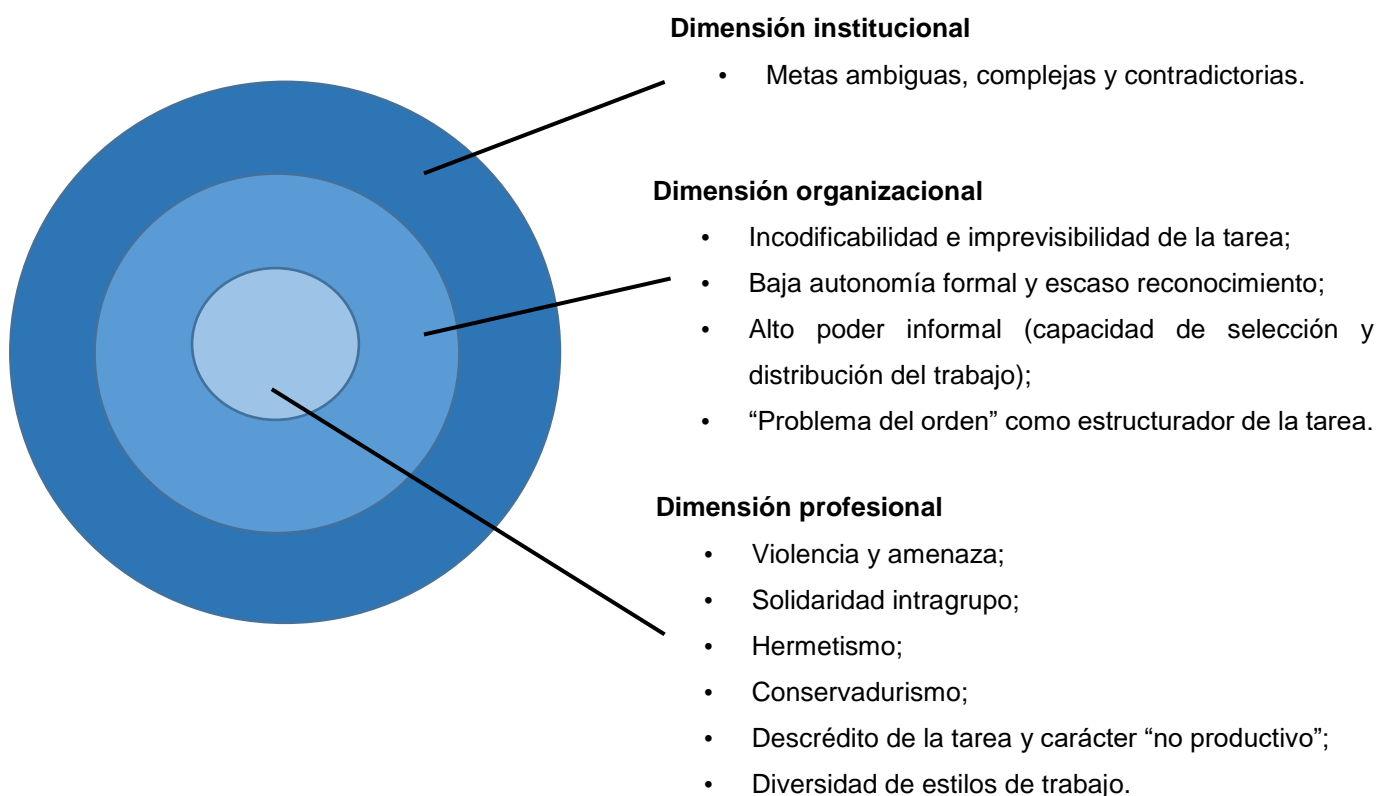 Dimensión institucional
• Metas ambiguas, complejas y contradictorias.
Dimensión organizacional
• Incodificabilidad e imprevisibilidad de la tarea;
• Baja autonomía formal y escaso reconocimiento;
• Alto poder informal (capacidad de selección y
distribución del trabajo);
• “Problema del orden” como estructurador de la tarea.
Dimensión profesional
• Violencia y amenaza;
• Solidaridad intragrupo;
• Hermetismo;
• Conservadurismo;
• Descrédito de la tarea y carácter “no productivo”;
• Diversidad de estilos de trabajo.